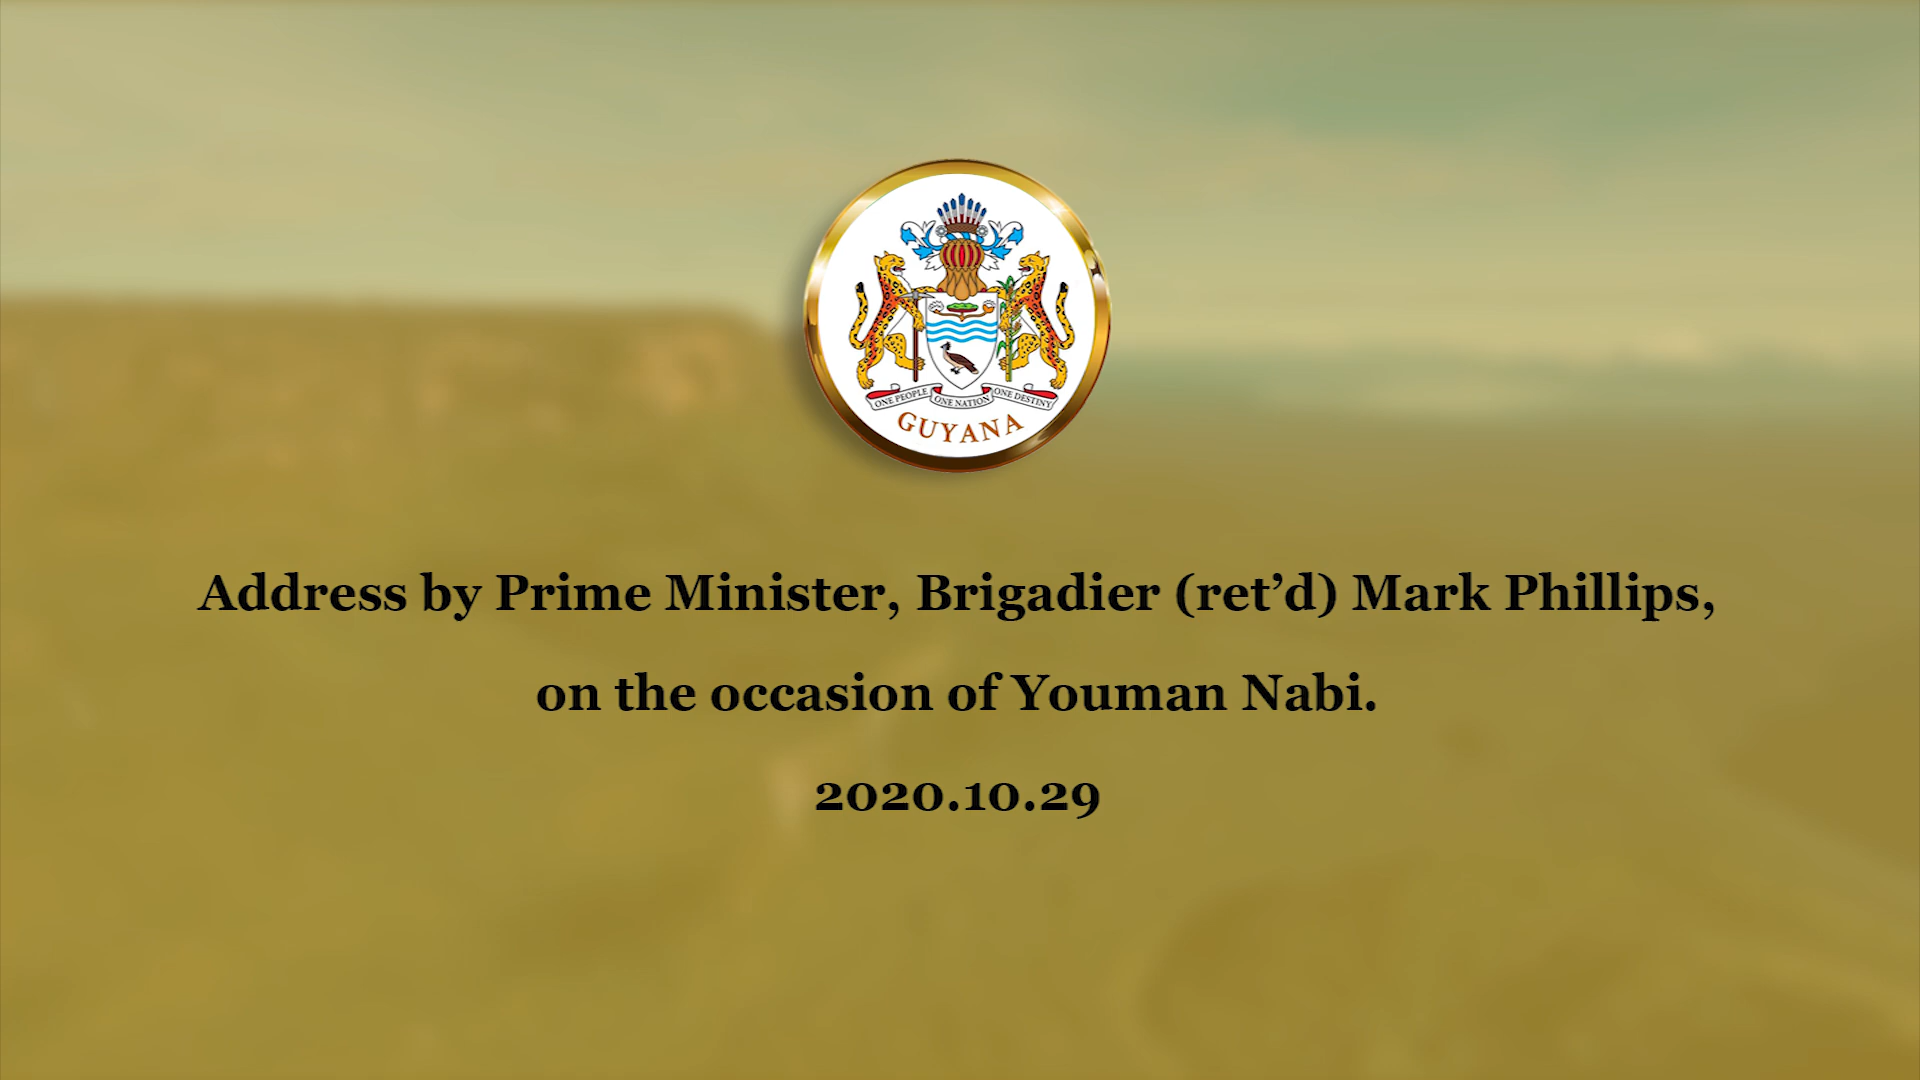 ONE PEOPLE ONE NATION ONE DESTINY
GUYANA
Address by Prime Minister, Brigadier (ret’d) Mark Phillips,
on the occasion of Youman Nabi.
2020.10.29